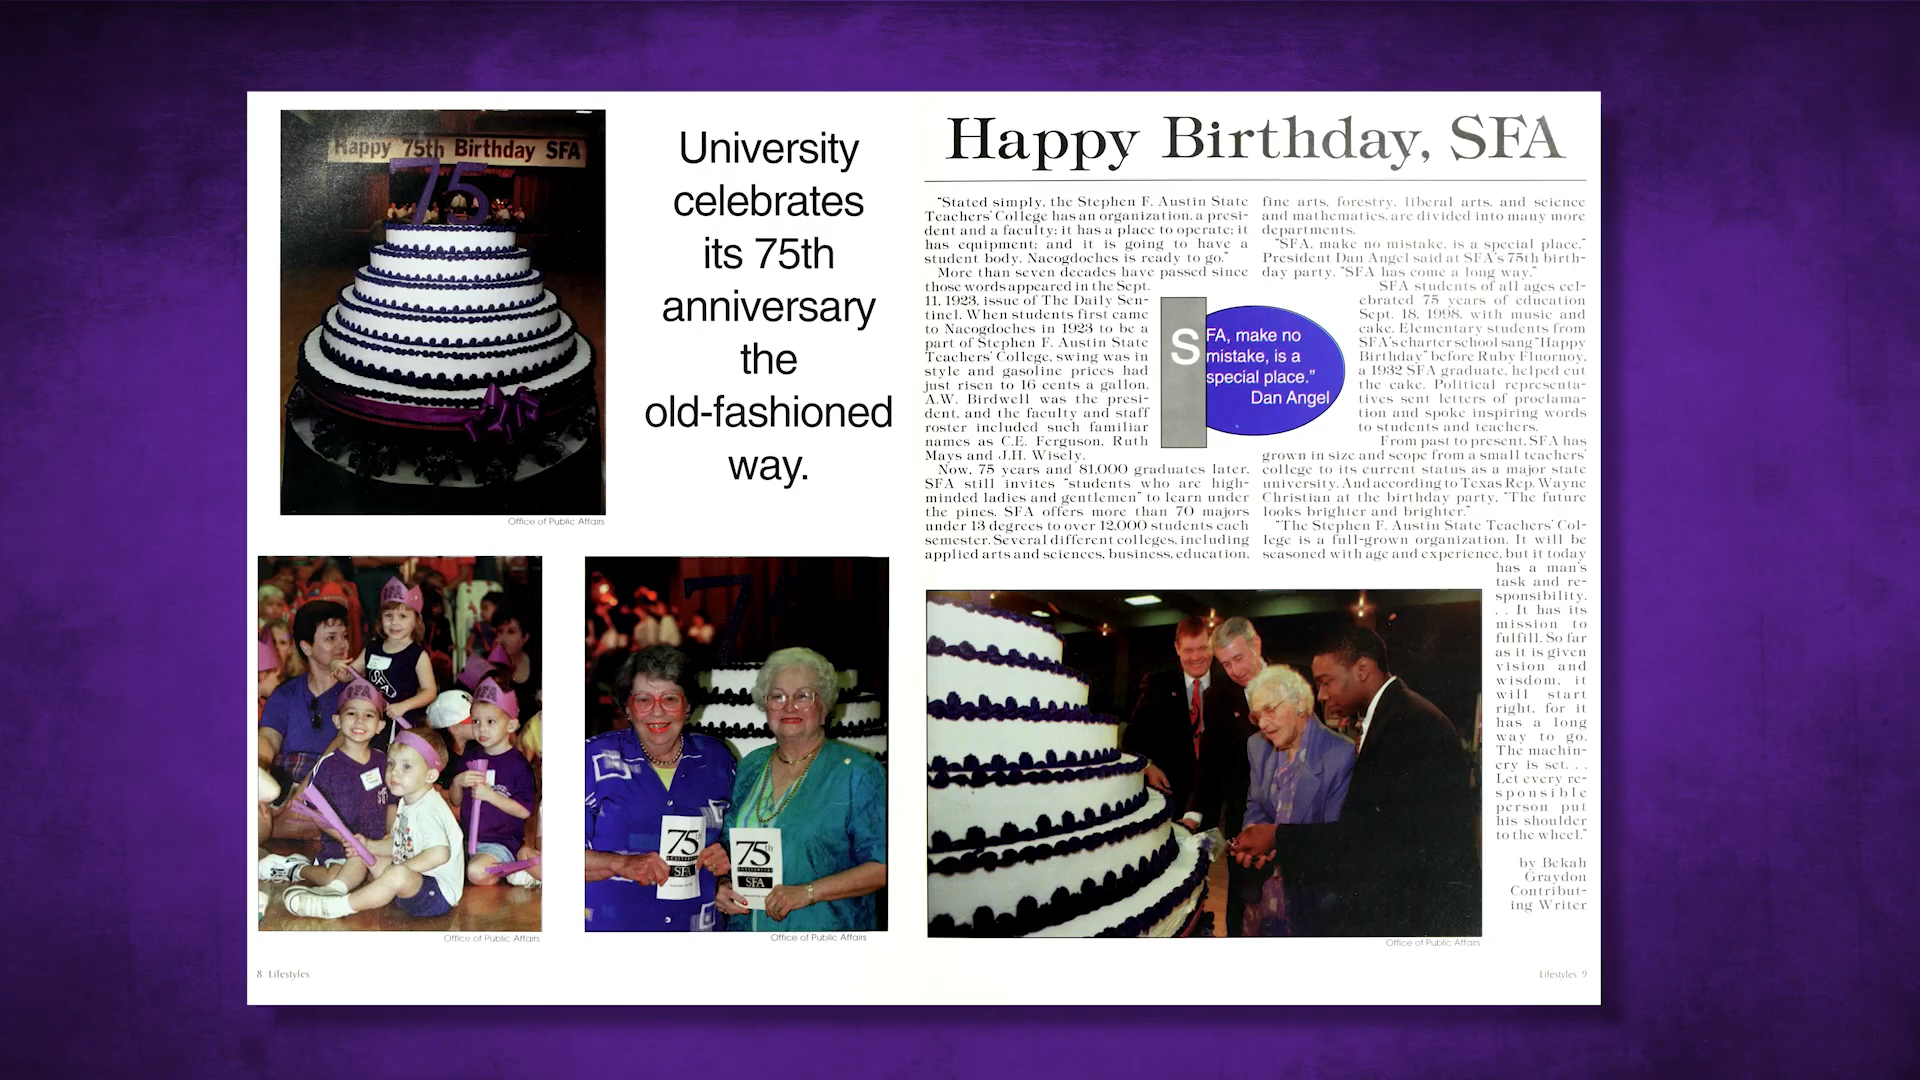 Happy 75th Birthday SFA
75
Office of Public Affairs
University
celebrates
its 75th
anniversary
the
old-fashioned
way.
SFA
SFA
SFA
SFA
Office of Public Affairs
75
75th
SFA
75th
SFA
Office of Public Affairs
8 Lifestyles
Happy Birthday, SFA
"Stated simply, the Stephen F. Austin State
Teachers' College has an organization, a presi-
dent and a faculty; it has a place to operate; it
has equipment; and it is going to have a
student body. Nacogdoches is ready to go."
More than seven decades have passed since
those words appeared in the Sept.
11, 1923, issue of The Daily Sen-
tinel. When students first came
to Nacogdoches in 1923 to be a
part of Stephen F. Austin State
Teachers' College, swing was in
style and gasoline prices had
just risen to 16 cents a gallon.
A.W. Birdwell was the presi-
dent, and the faculty and staff
roster included such familiar
names as C.E. Ferguson, Ruth
Mays and J.H. Wisely.
Now, 75 years and 81,000 graduates later,
SFA still invites "students who are high-
minded ladies and gentlemen" to learn under
the pines. SFA offers more than 70 majors
under 13 degrees to over 12,000 students each
semester. Several different colleges, including
applied arts and sciences, business, education,
SFA, make no
mistake, is a
special place."
Dan Angel
fine arts, forestry, liberal arts, and science
and mathematics, are divided into many more
departments.
"SFA, make no mistake, is a special place,"
President Dan Angel said at SFA's 75th birth-
day party. "SFA has come a long way."
SFA students of all ages cel-
ebrated 75 years of education
Sept. 18, 1998, with music and
cake. Elementary students from
SFA's charter school sang "Happy
Birthday" before Ruby Fluornoy,
a 1932 SFA graduate, helped cut
the cake. Political representa-
tives sent letters of proclama-
tion and spoke inspiring words
to students and teachers.
From past to present, SFA has
grown in size and scope from a small teachers'
college to its current status as a major state
university. And according to Texas Rep. Wayne
Christian at the birthday party, "The future
looks brighter and brighter."
"The Stephen F. Austin State Teachers' Col-
lege is a full-grown organization. It will be
seasoned with age and experience, but it today
has a man's
task and re-
sponsibility.
. . It has its
mission to
fulfill. So far
as it is given
vision and
wisdom, it
will start
right, for it
has a long
way to go.
The machin-
ery is set. . .
Let every re-
sponsible
person put
his shoulder
to the wheel."
by Bekah
Graydon
Contribut-
ing Writer
Office of Public Affairs
Lifestyles 9